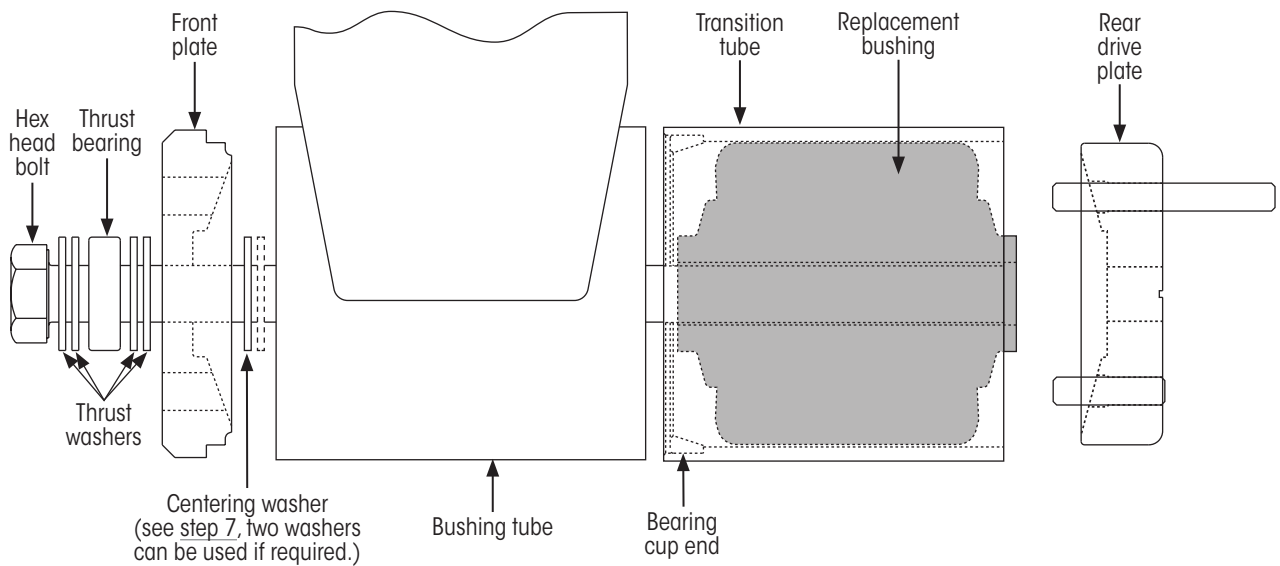 Front
plate
Transition
tube
Replacement
bushing
Rear
drive
plate
Hex
head
bolt
Thrust
bearing
Thrust
washers
Centering washer
(see step 7, two washers
can be used if required.)
Bushing tube
Bearing
cup end